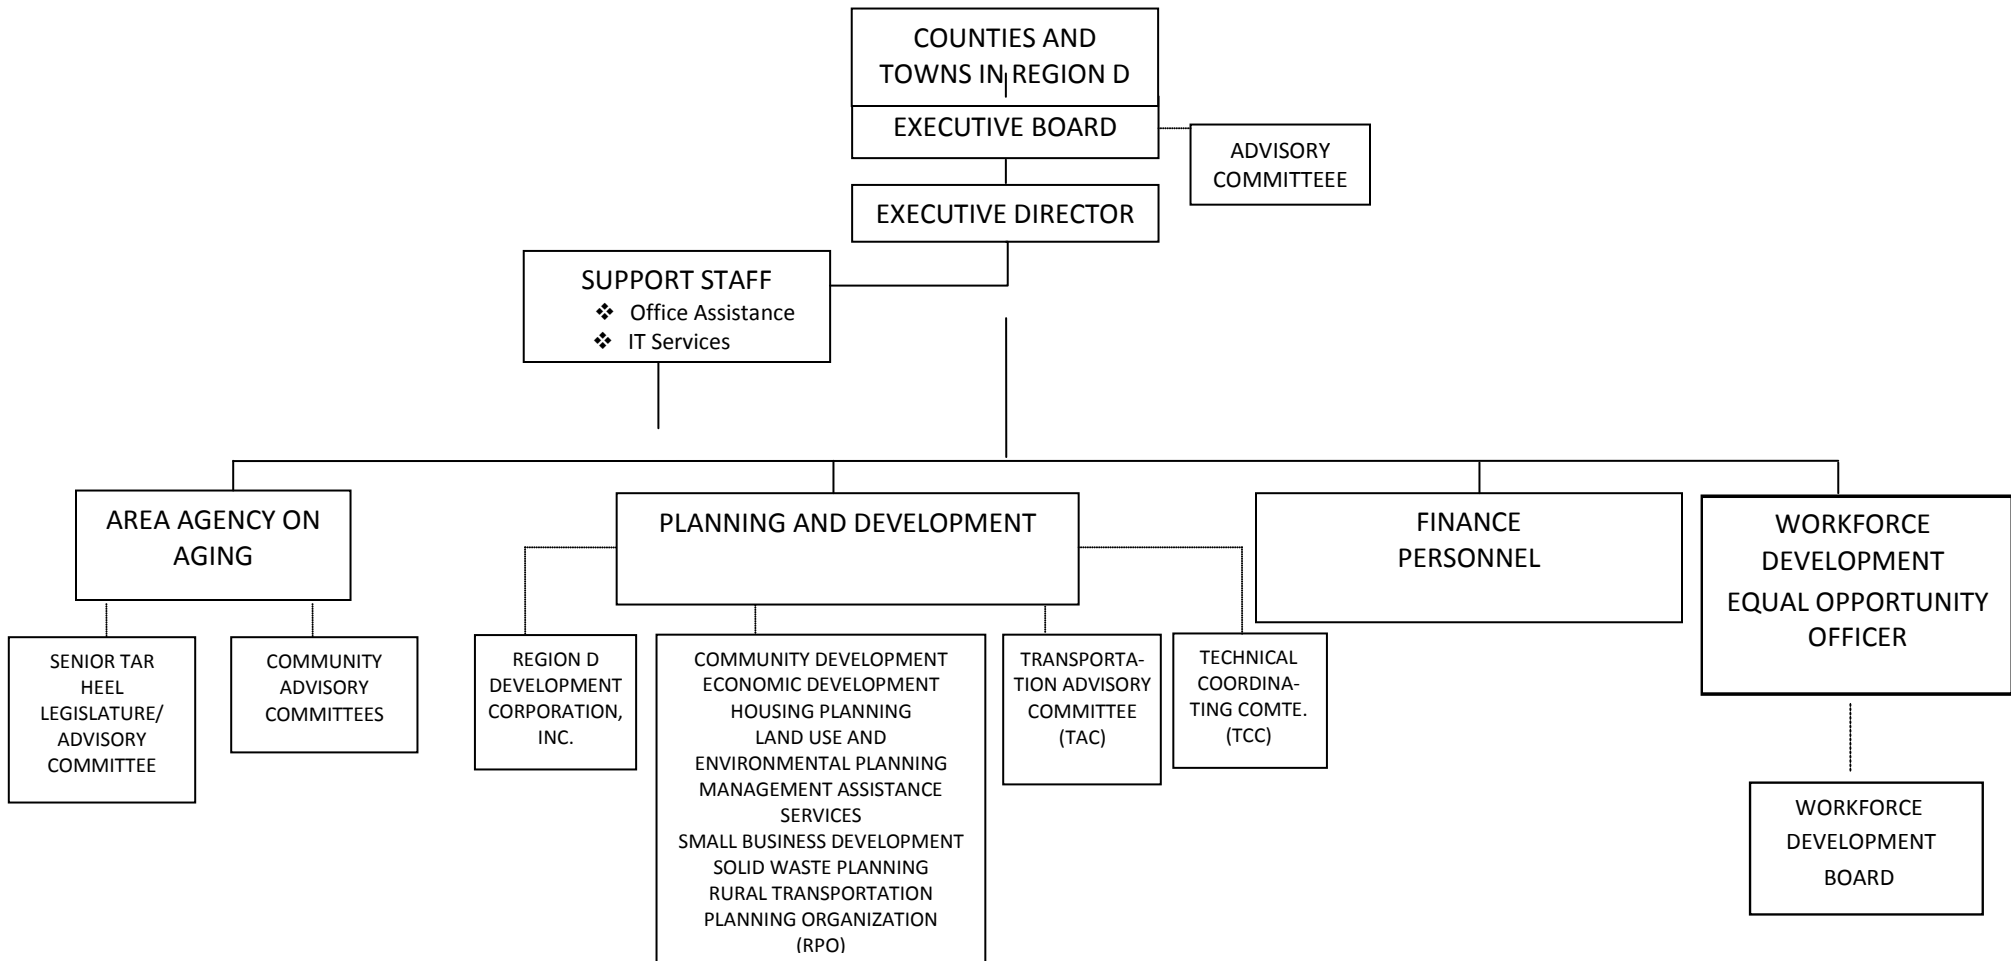 COUNTIES AND
TOWNS IN REGION D
EXECUTIVE BOARD
ADVISORY
COMMITTEEE
EXECUTIVE DIRECTOR
SUPPORT STAFF
❖ Office Assistance
❖ IT Services
AREA AGENCY ON
AGING
PLANNING AND DEVELOPMENT
FINANCE
PERSONNEL
WORKFORCE
DEVELOPMENT
EQUAL OPPORTUNITY
OFFICER
SENIOR TAR
HEEL
LEGISLATURE/
ADVISORY
COMMITTEE
COMMUNITY
ADVISORY
COMMITTEES
REGION D
DEVELOPMENT
CORPORATION,
INC.
COMMUNITY DEVELOPMENT
ECONOMIC DEVELOPMENT
HOUSING PLANNING
LAND USE AND
ENVIRONMENTAL PLANNING
MANAGEMENT ASSISTANCE
SERVICES
SMALL BUSINESS DEVELOPMENT
SOLID WASTE PLANNING
RURAL TRANSPORTATION
PLANNING ORGANIZATION
(RPO)
TRANSPORTA-
TION ADVISORY
COMMITTEE
(TAC)
TECHNICAL
COORDINA-
TING COMTE.
(TCC)
WORKFORCE
DEVELOPMENT
BOARD